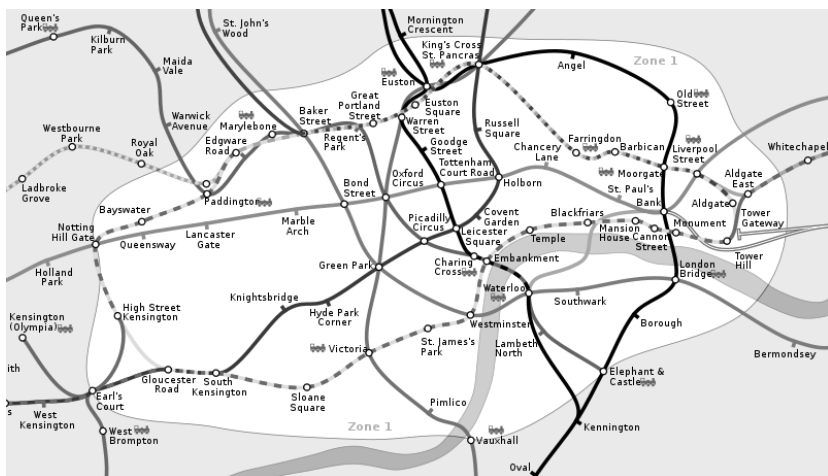 Queen's
Park
Kilburn
Park
Maida
Vale
Warwick
Avenue
St. John's
Wood
Mornington
Crescent
King's Cross
St. Pancras
Euston
Angel
Zone 1
Old
Street
Great
Portland
Street
Baker
Street
Marylebone
Edgware
Road
Regent's
Park
Euston
Square
Warren
Street
Goodge
Street
Russell
Square
Farringdon
Barbican
Liverpool
Street
Moorgate
Whitechapel
Aldgate
East
Aldgate
Westbourne
Park
Royal
Oak
Ladbroke
Grove
Paddington
Bayswater
Notting
Hill Gate
Queensway
Lancaster
Gate
Marble
Arch
Bond
Street
Oxford
Circus
Tottenham
Court Road
Holborn
Chancery
Lane
St. Paul's
Bank
Monument
Tower
Gateway
Tower
Hill
Holland
Park
Picadilly
Circus
Covent
Garden
Leicester
Square
Blackfriars
Temple
Mansion
House
Cannon
Street
Green Park
Charing
Cross
Embankment
London
Bridge
High Street
Kensington
Kensington
(Olympia)
Knightsbridge
Hyde Park
Corner
Waterloo
Southwark
Westminster
Lambeth
North
Borough
Bermondsey
Victoria
St. James's
Park
ith
Gloucester
Road
South
Kensington
Sloane
Square
Elephant &
Castle
s
West
Kensington
Earl's
Court
West
Brompton
Pimlico
Zone 1
Vauxhall
Kennington
Oval